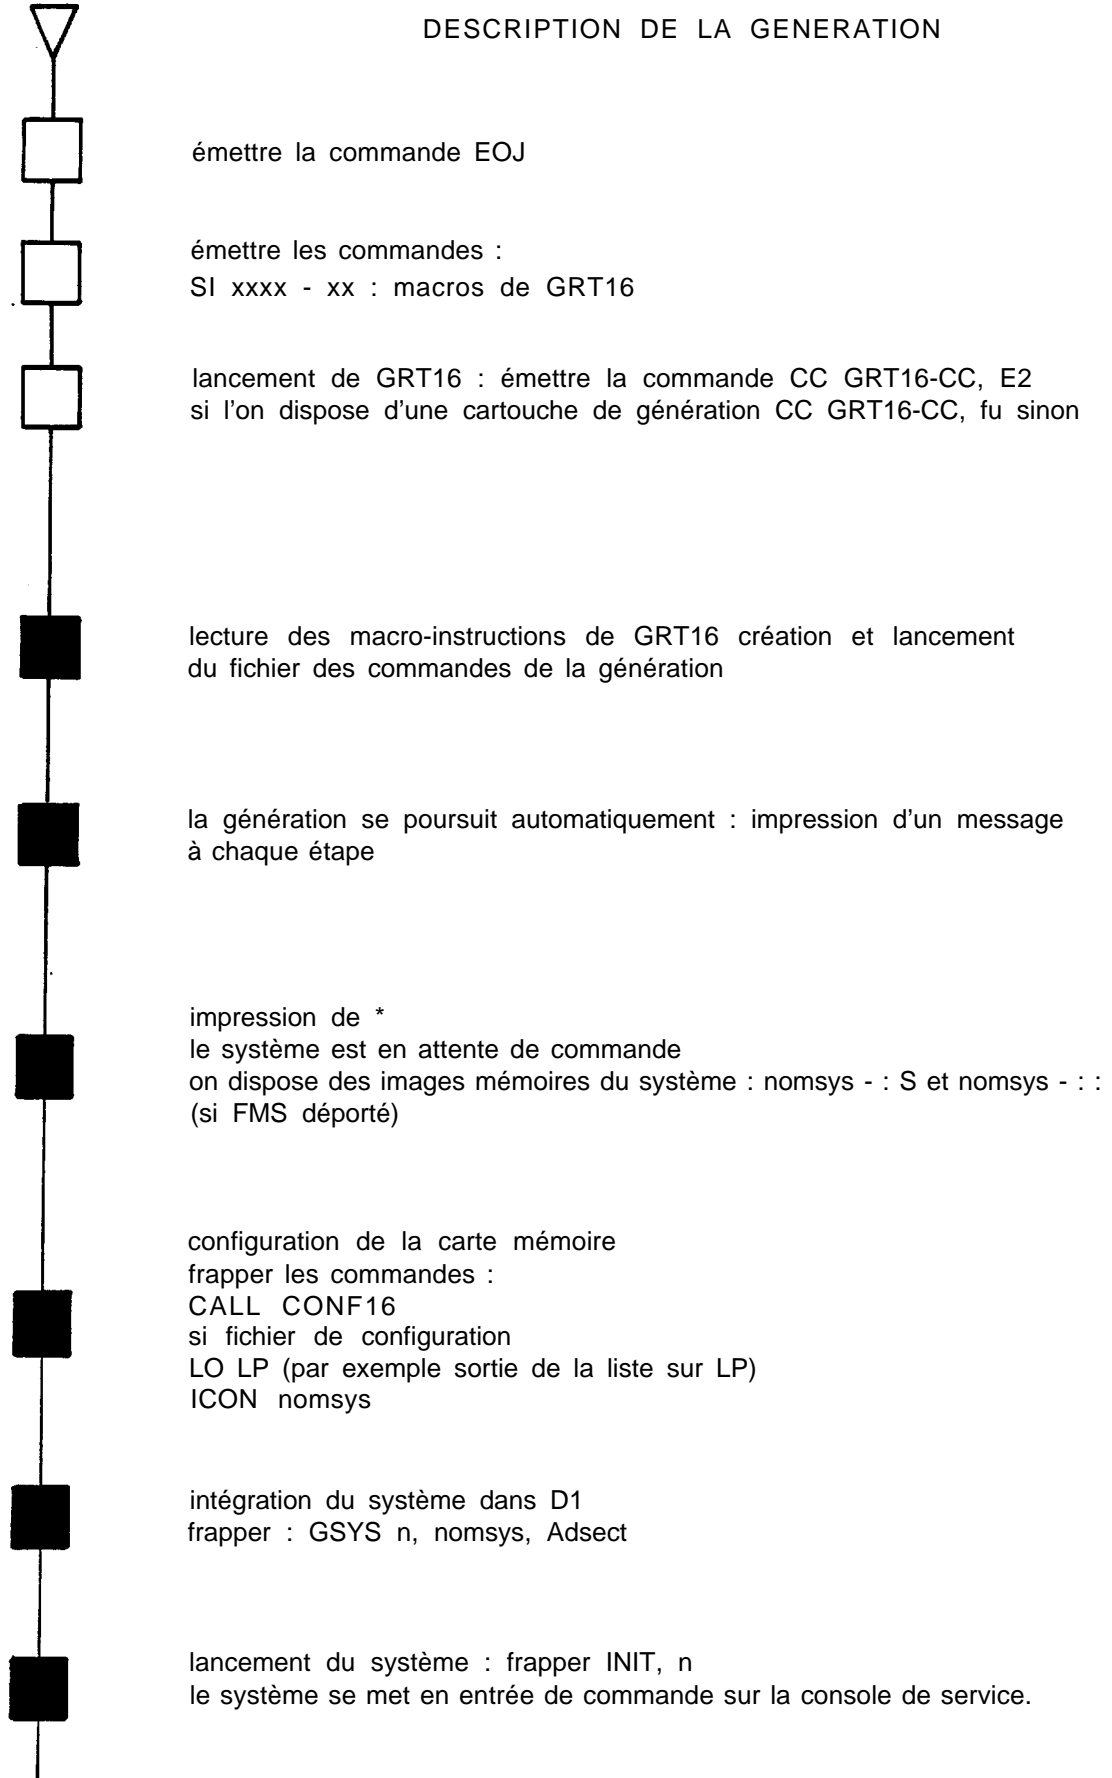 DESCRIPTION DE LA GENERATION
émettre la commande EOJ
émettre les commandes :
SI xxxx - xx : macros de GRT16
lancement de GRT16 : émettre la commande CC GRT16-CC, E2
si l'on dispose d'une cartouche de génération CC GRT16-CC, fu sinon
lecture des macro-instructions de GRT16 création et lancement
du fichier des commandes de la génération
la génération se poursuit automatiquement : impression d'un message
à chaque étape
impression de *
le système est en attente de commande
on dispose des images mémoires du système : nomsys - : S et nomsys - : :
(si FMS déporté)
configuration de la carte mémoire
frapper les commandes :
CALL CONF16
si fichier de configuration
LO LP (par exemple sortie de la liste sur LP)
ICON nomsys
intégration du système dans D1
frapper : GSYS n, nomsys, Adsect
lancement du système : frapper INIT, n
le système se met en entrée de commande sur la console de service.